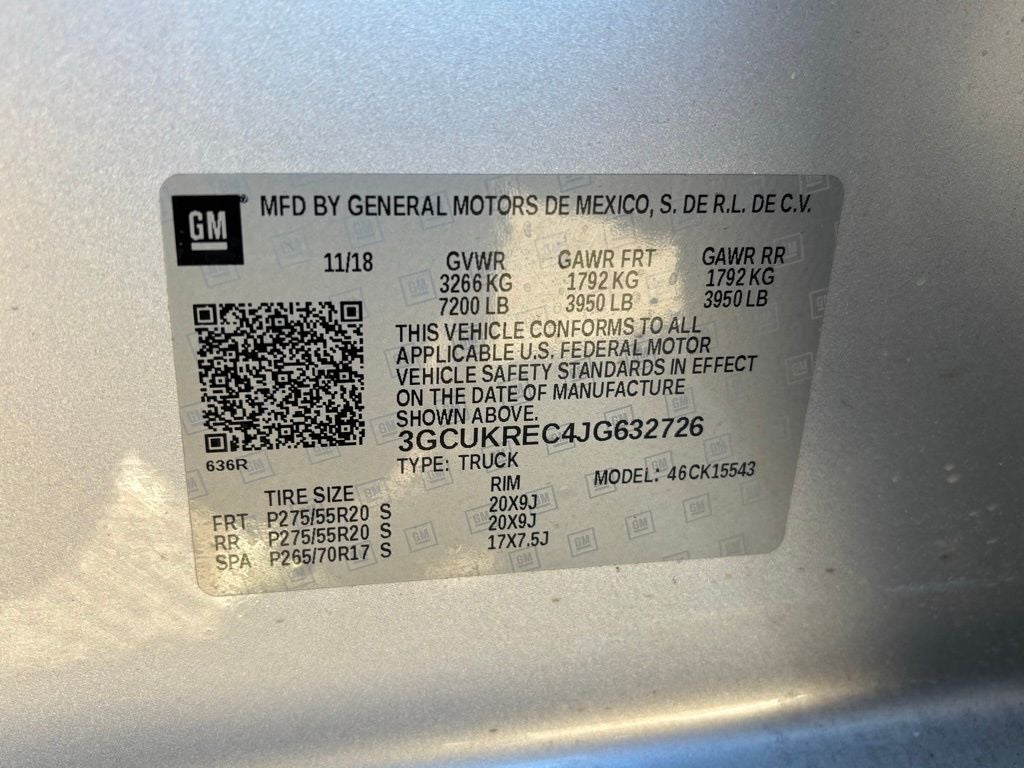 GM ® MFD BY GENERAL MOTORS DE MEXICO, S. DE R.L. DE C.V.
11/18 GVWR GAWR FRT GAWR RR
3266 KG 1792 KG 1792 KG
7200 LB 3950 LB 3950 LB
THIS VEHICLE CONFORMS TO ALL
APPLICABLE U.S. FEDERAL MOTOR
VEHICLE SAFETY STANDARDS IN EFFECT
ON THE DATE OF MANUFACTURE
SHOWN ABOVE.
3GCUKREC4JG632726
636R TYPE: TRUCK MODEL: 46CK15543
TIRE SIZE RIM
FRT P275/55R20 S 20X9J
RR P275/55R20 S 20X9J
SPA P265/70R17 S 17X7.5J